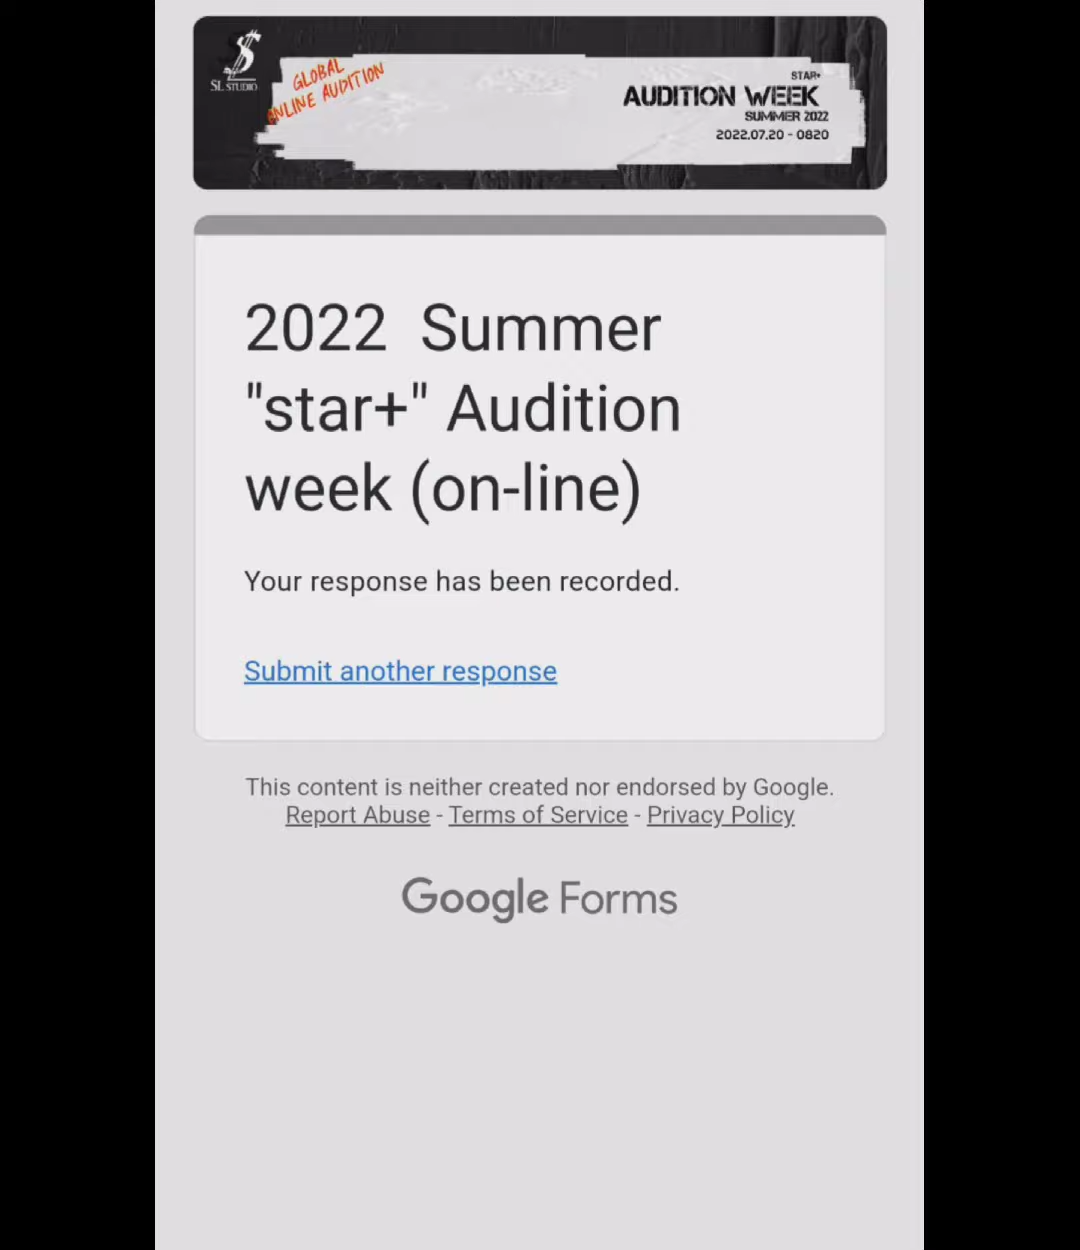 SL STUDIO
GLOBAL
ONLINE AUDITION
STAR+
AUDITION WEEK
SUMMER 2022
2022.07.20 - 0820
2022  Summer
"star+" Audition
week (on-line)
Your response has been recorded.
Submit another response
This content is neither created nor endorsed by Google.
Report Abuse - Terms of Service - Privacy Policy
Google Forms